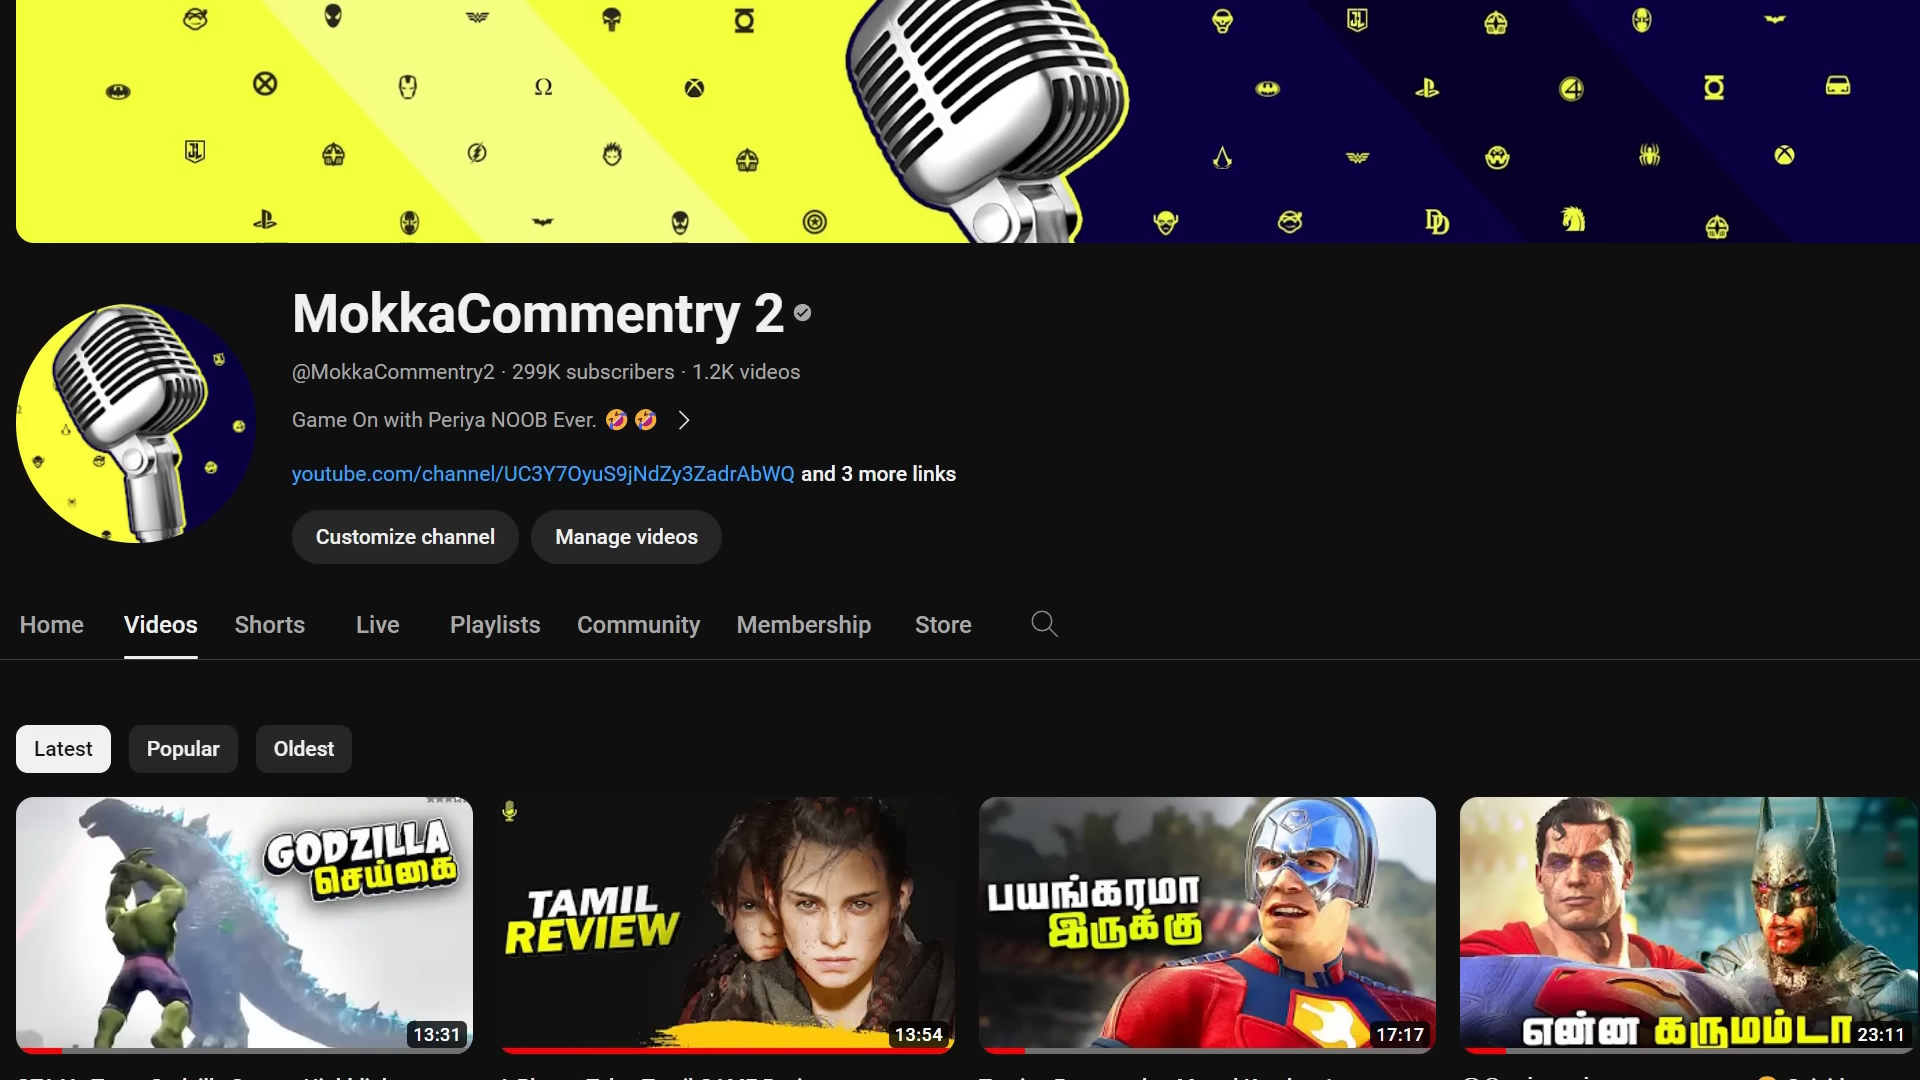 MokkaCommentry 2
@MokkaCommentry2 · 299K subscribers · 1.2K videos
Game On with Periya NOOB Ever. 🤣🤣
youtube.com/channel/UC3Y7OyuS9jNdZy3ZadrAbWQ and 3 more links
Customize channel Manage videos
Home Videos Shorts Live Playlists Community Membership Store
Latest Popular Oldest
GODZILLA
செய்கை
13:31
TAMIL
REVIEW
13:54
பயங்கரமா
இருக்கு
17:17
என்ன கருமம்டா
23:11